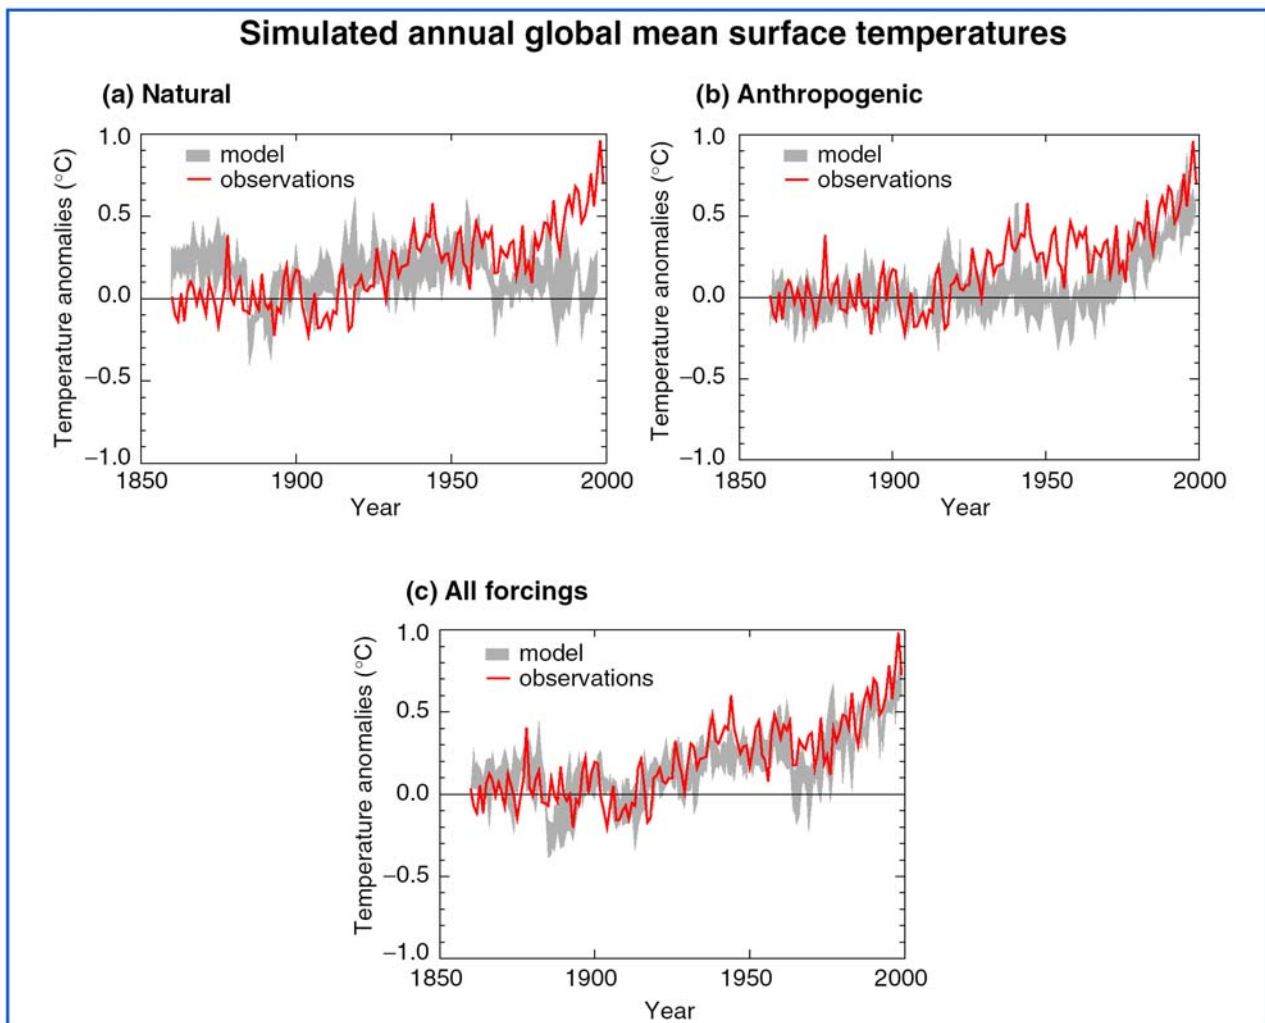 Simulated annual global mean surface temperatures
(a) Natural
Temperature anomalies (°C)
1.0
0.5
0.0
−0.5
−1.0
model
observations
1850
1900
1950
2000
Year
(b) Anthropogenic
Temperature anomalies (°C)
1.0
0.5
0.0
−0.5
−1.0
model
observations
1850
1900
1950
2000
Year
(c) All forcings
Temperature anomalies (°C)
1.0
0.5
0.0
−0.5
−1.0
model
observations
1850
1900
1950
2000
Year